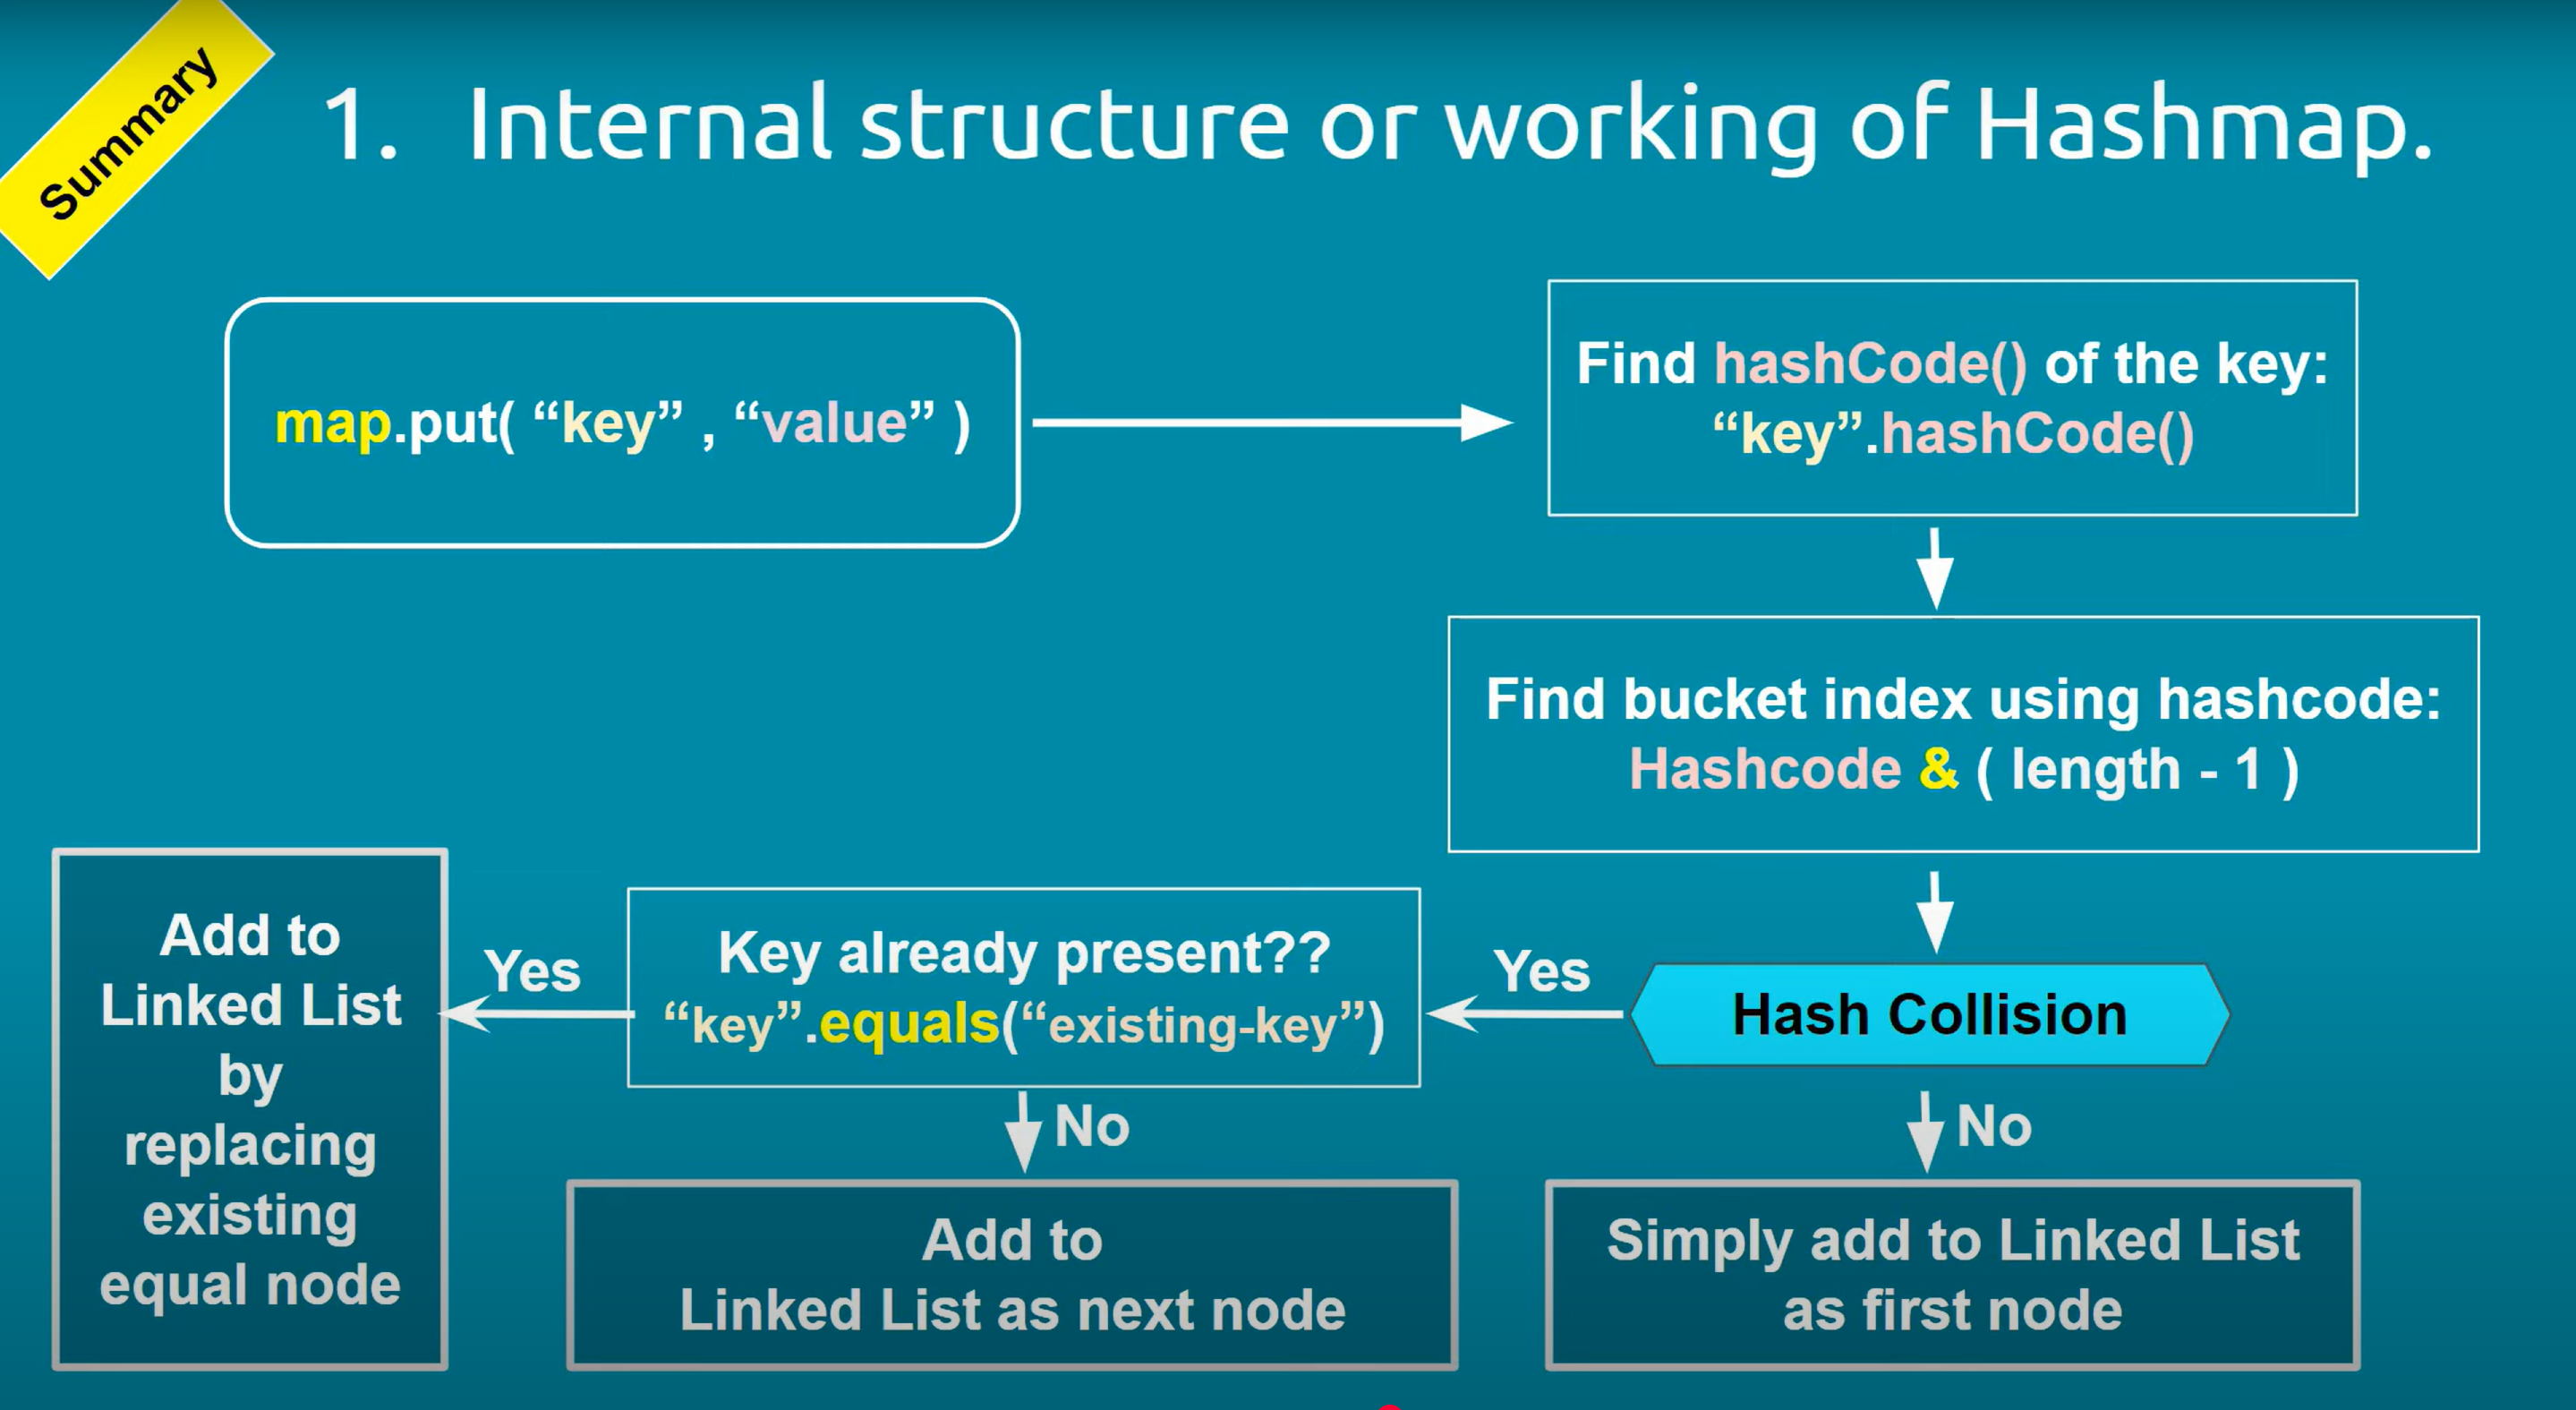 Summary
1. Internal structure or working of Hashmap.
map.put( “key” , “value” )
Find hashCode() of the key:
“key”.hashCode()
Find bucket index using hashcode:
Hashcode & ( length - 1 )
Hash Collision
Yes
No
Simply add to Linked List
as first node
Key already present??
“key”.equals(“existing-key”)
Yes
No
Add to
Linked List as next node
Add to
Linked List
by
replacing
existing
equal node